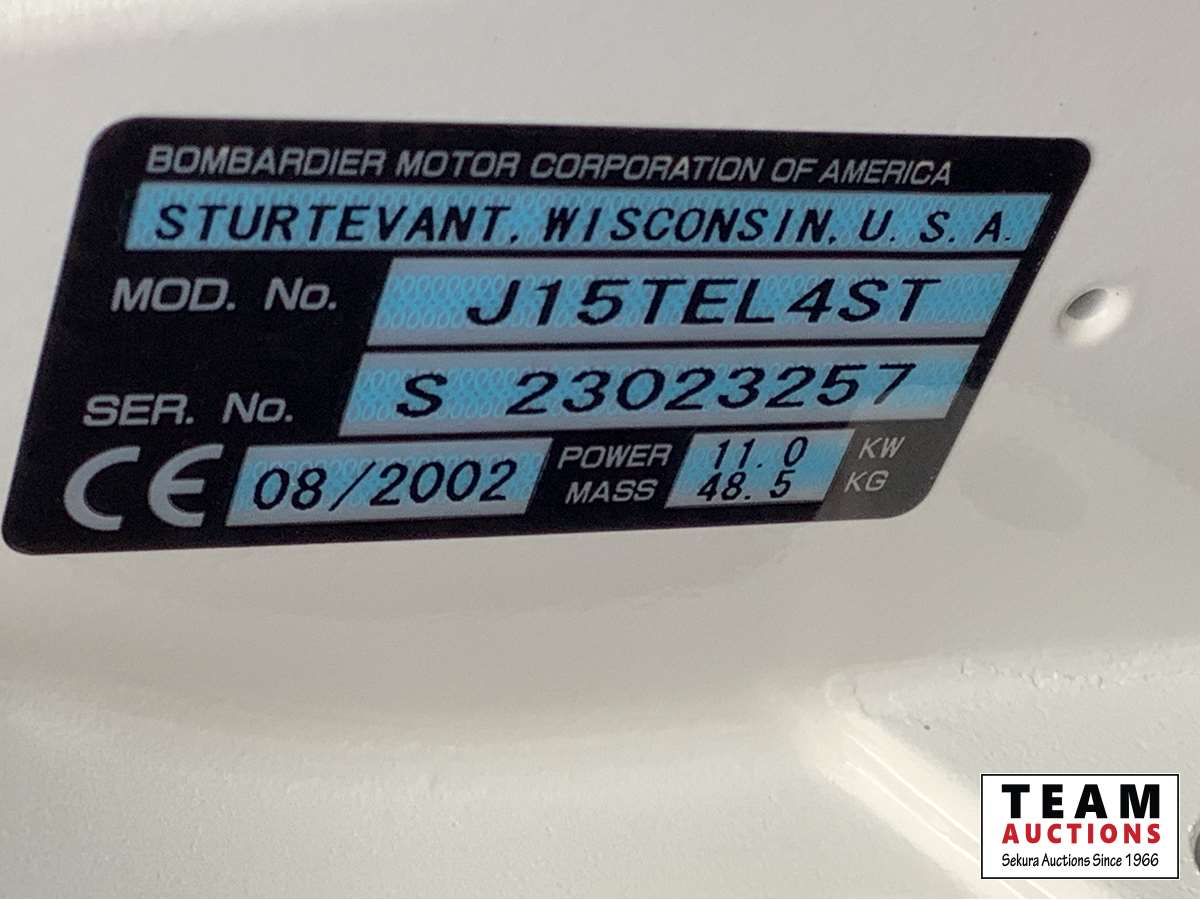 BOMBARDIER MOTOR CORPORATION OF AMERICA
STURTEVANT, WISCONSIN, U. S. A.
MOD. No. J15TEL4ST
SER. No. S 23023257
CE 08/2002 POWER 11.0 KW
MASS 48.5 KG
TEAM
AUCTIONS
Sekura Auctions Since 1966